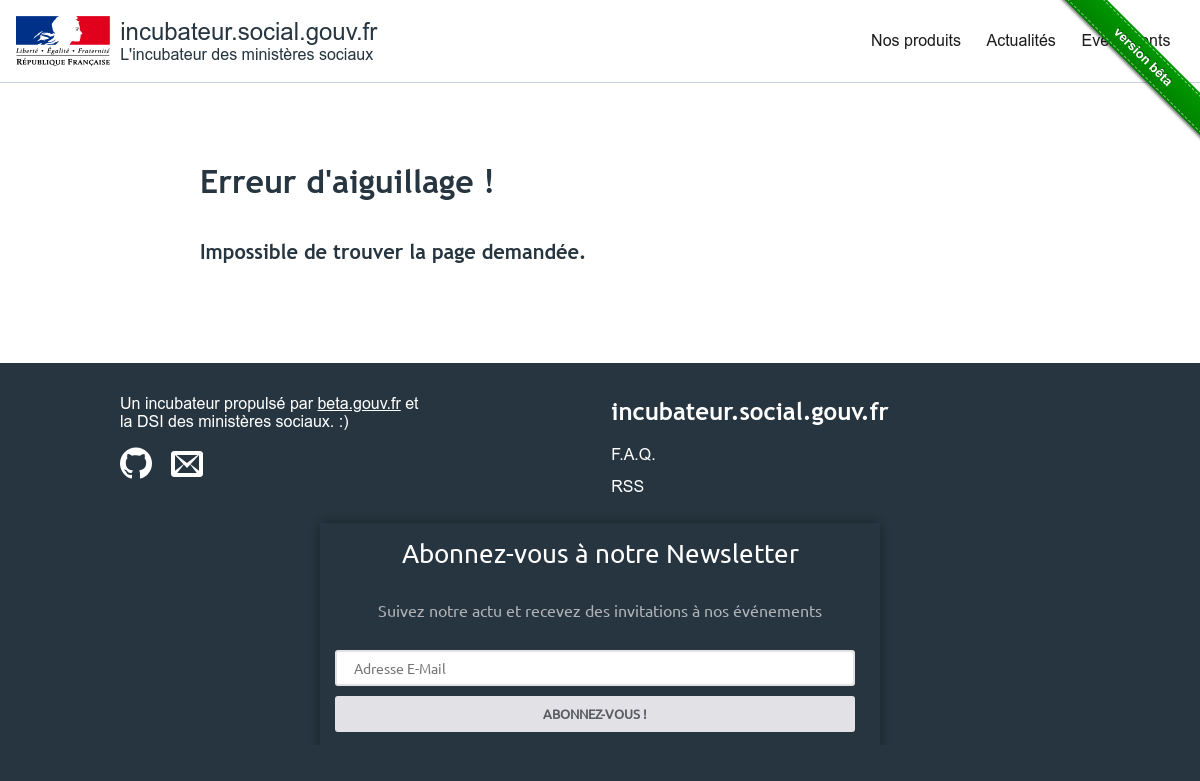 Liberté • Égalité • Fraternité
RÉPUBLIQUE FRANÇAISE
incubateur.social.gouv.fr
L'incubateur des ministères sociaux
Nos produits
Actualités
version bêta
Erreur d'aiguillage !
Impossible de trouver la page demandée.
Un incubateur propulsé par beta.gouv.fr et
la DSI des ministères sociaux. :)
incubateur.social.gouv.fr
F.A.Q.
RSS
Abonnez-vous à notre Newsletter
Suivez notre actu et recevez des invitations à nos événements
Adresse E-Mail
ABONNEZ-VOUS !